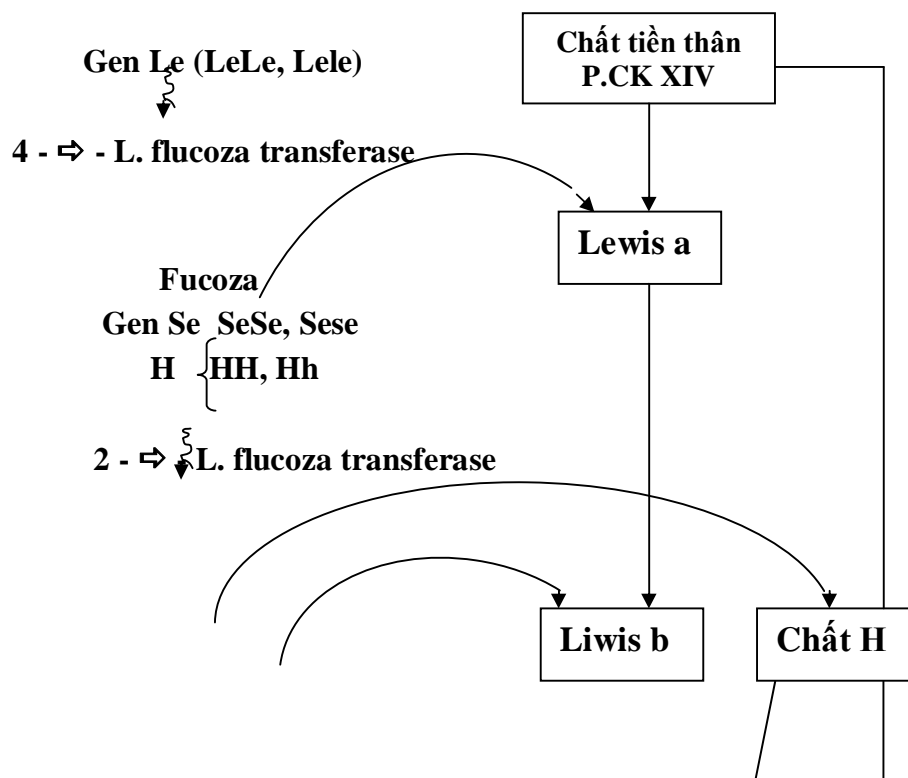 Chất tiền thân
P.CK XIV
Gen Le (LeLe, Lele)
4 - ⇨ - L. flucoza transferase
Lewis a
Fucoza
Gen Se SeSe, Sese
H { HH, Hh
2 - ⇨ L. flucoza transferase
Liwis b
Chất H